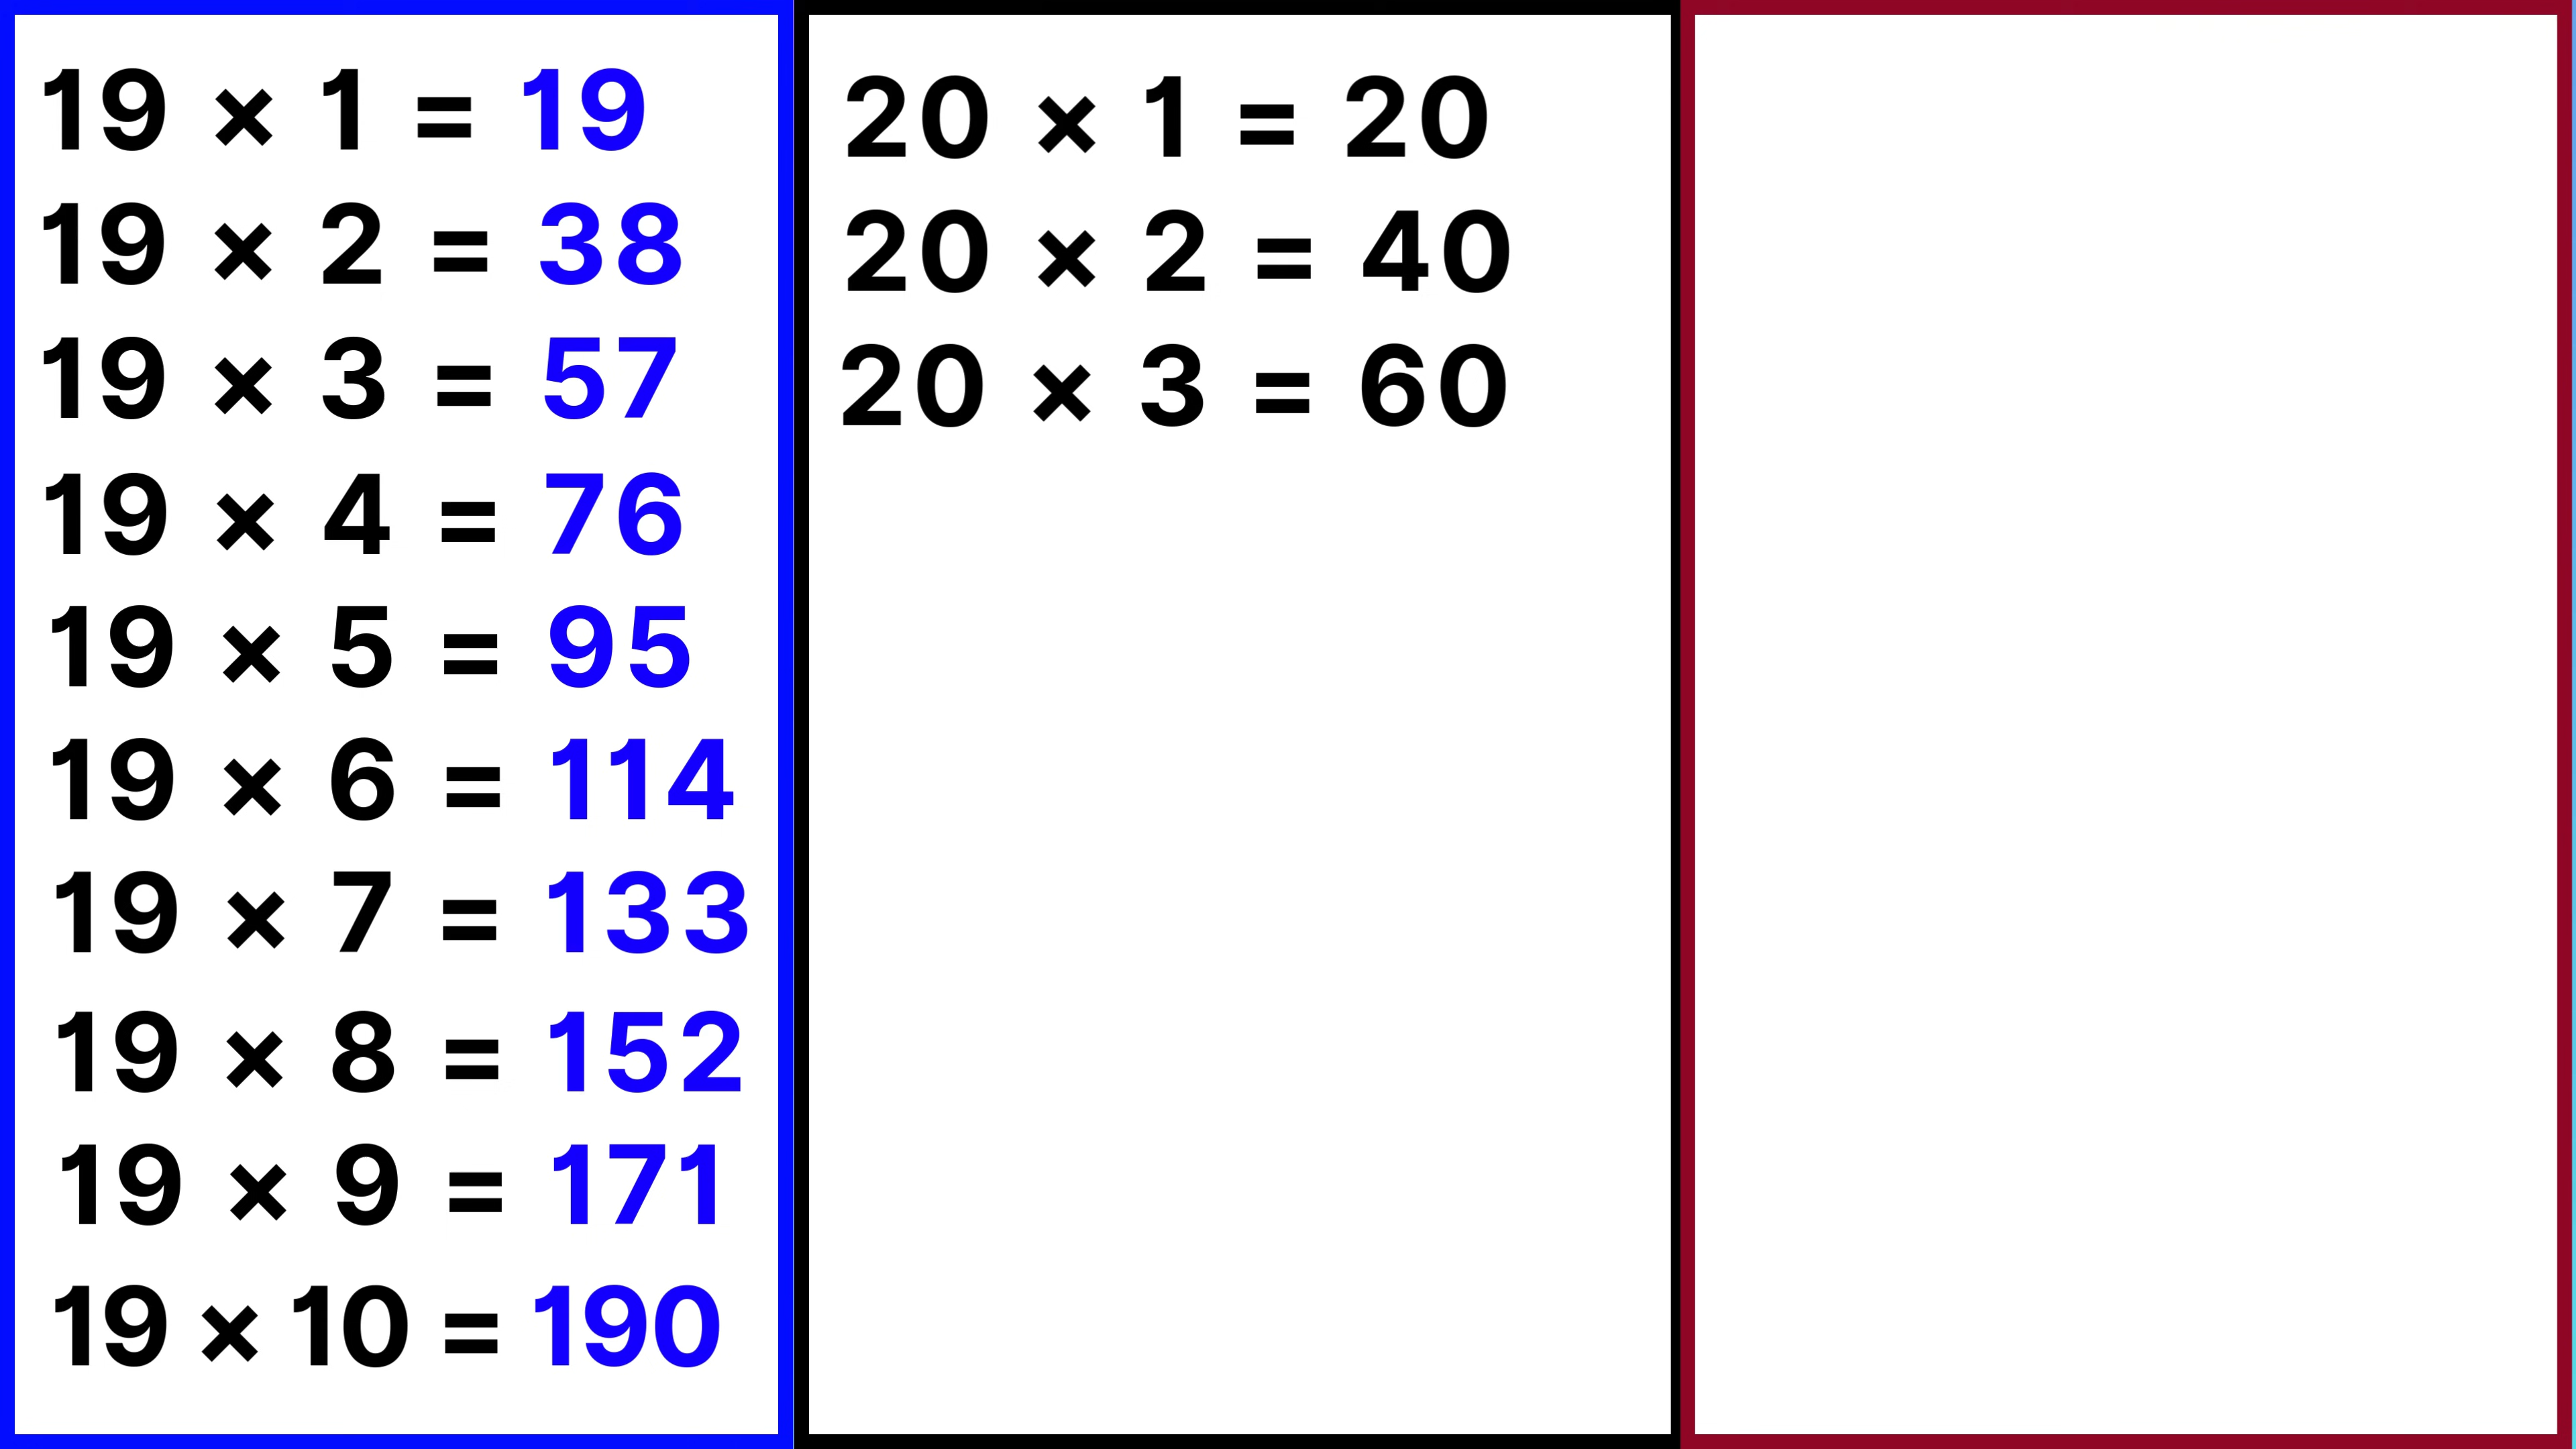 19 × 1 = 19
19 × 2 = 38
19 × 3 = 57
19 × 4 = 76
19 × 5 = 95
19 × 6 = 114
19 × 7 = 133
19 × 8 = 152
19 × 9 = 171
19 × 10 = 190
20 × 1 = 20
20 × 2 = 40
20 × 3 = 60